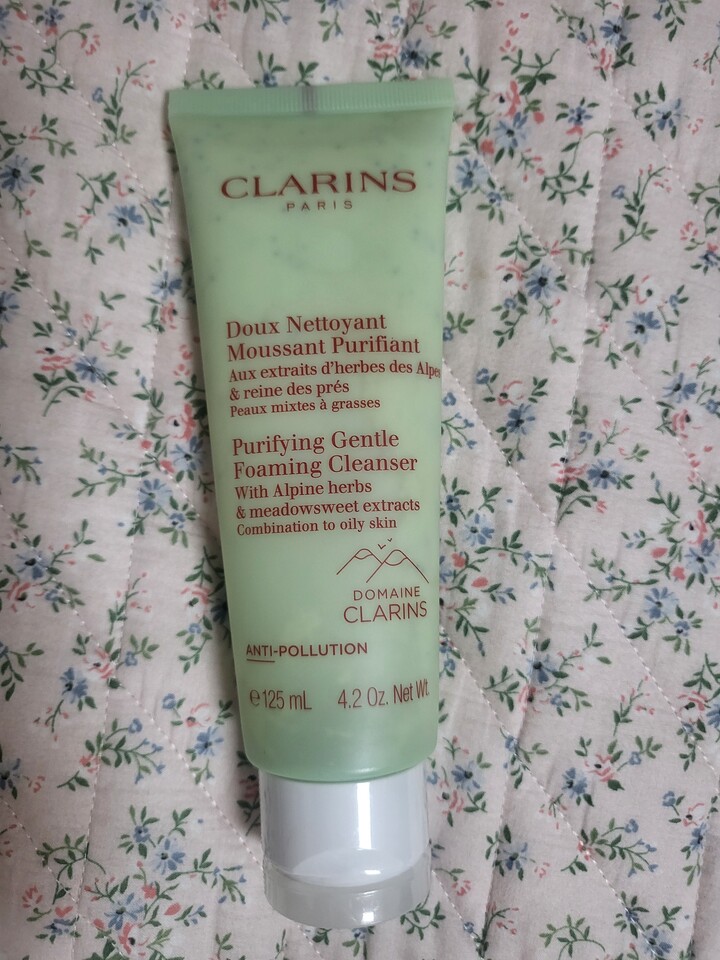 CLARINS
PARIS
Doux Nettoyant
Moussant Purifiant
Aux extraits d'herbes des Alpes
& reine des prés
Peaux mixtes à grasses
Purifying Gentle
Foaming Cleanser
With Alpine herbs
& meadowsweet extracts
Combination to oily skin
DOMAINE
CLARINS
ANTI-POLLUTION
℮125 mL 4.2 Oz. Net Wt.